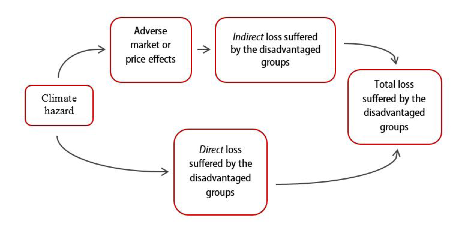 Climate
hazard
Adverse
market or
price effects
Indirect loss suffered
by the disadvantaged
groups
Direct loss
suffered by the
disadvantaged
groups
Total loss
suffered by the
disadvantaged
groups